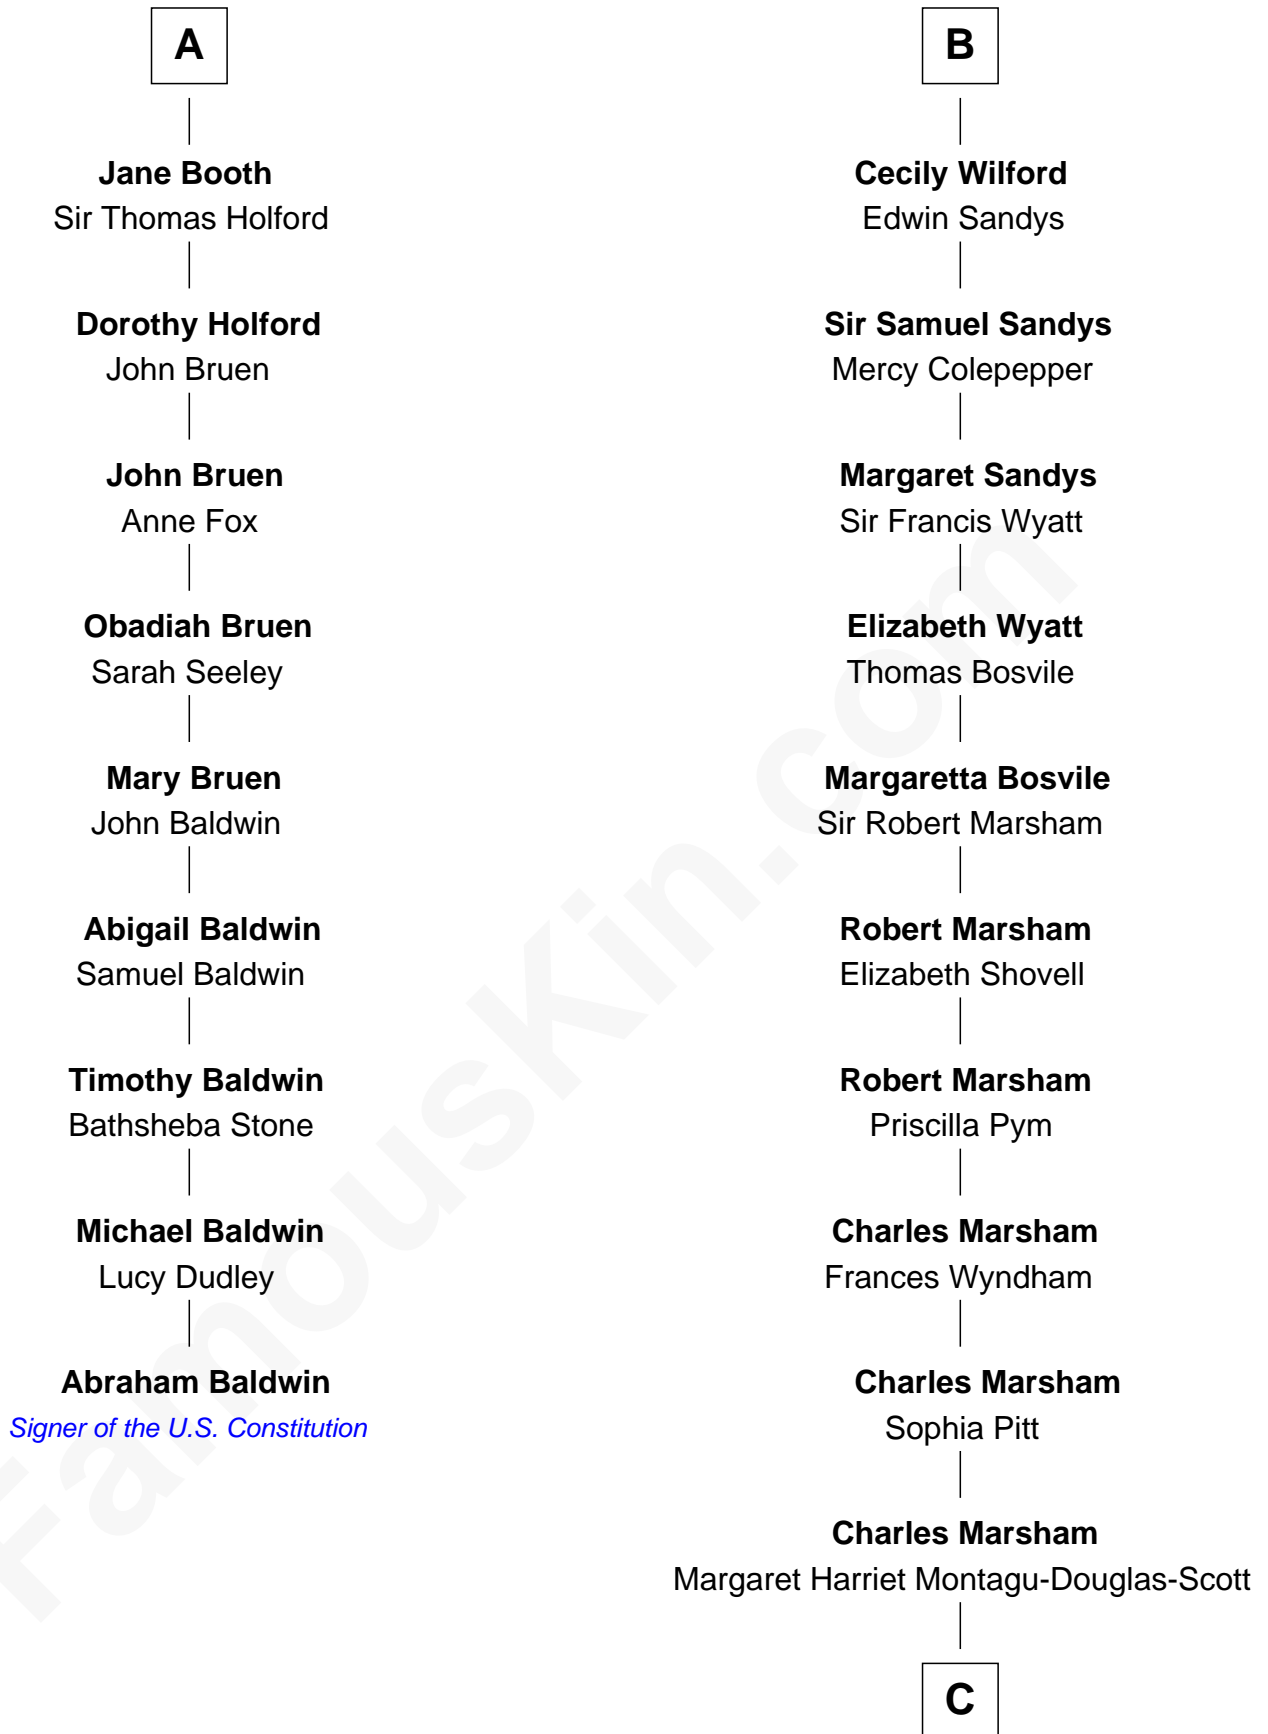 A
Jane Booth
Sir Thomas Holford
Dorothy Holford
John Bruen
John Bruen
Anne Fox
Obadiah Bruen
Sarah Seeley
Mary Bruen
John Baldwin
Abigail Baldwin
Samuel Baldwin
Timothy Baldwin
Bathsheba Stone
Michael Baldwin
Lucy Dudley
Abraham Baldwin
Signer of the U.S. Constitution
B
Cecily Wilford
Edwin Sandys
Sir Samuel Sandys
Mercy Colepepper
Margaret Sandys
Sir Francis Wyatt
Elizabeth Wyatt
Thomas Bosvile
Margaretta Bosvile
Sir Robert Marsham
Robert Marsham
Elizabeth Shovell
Robert Marsham
Priscilla Pym
Charles Marsham
Frances Wyndham
Charles Marsham
Sophia Pitt
Charles Marsham
Margaret Harriet Montagu-Douglas-Scott
C
FamousKin.com